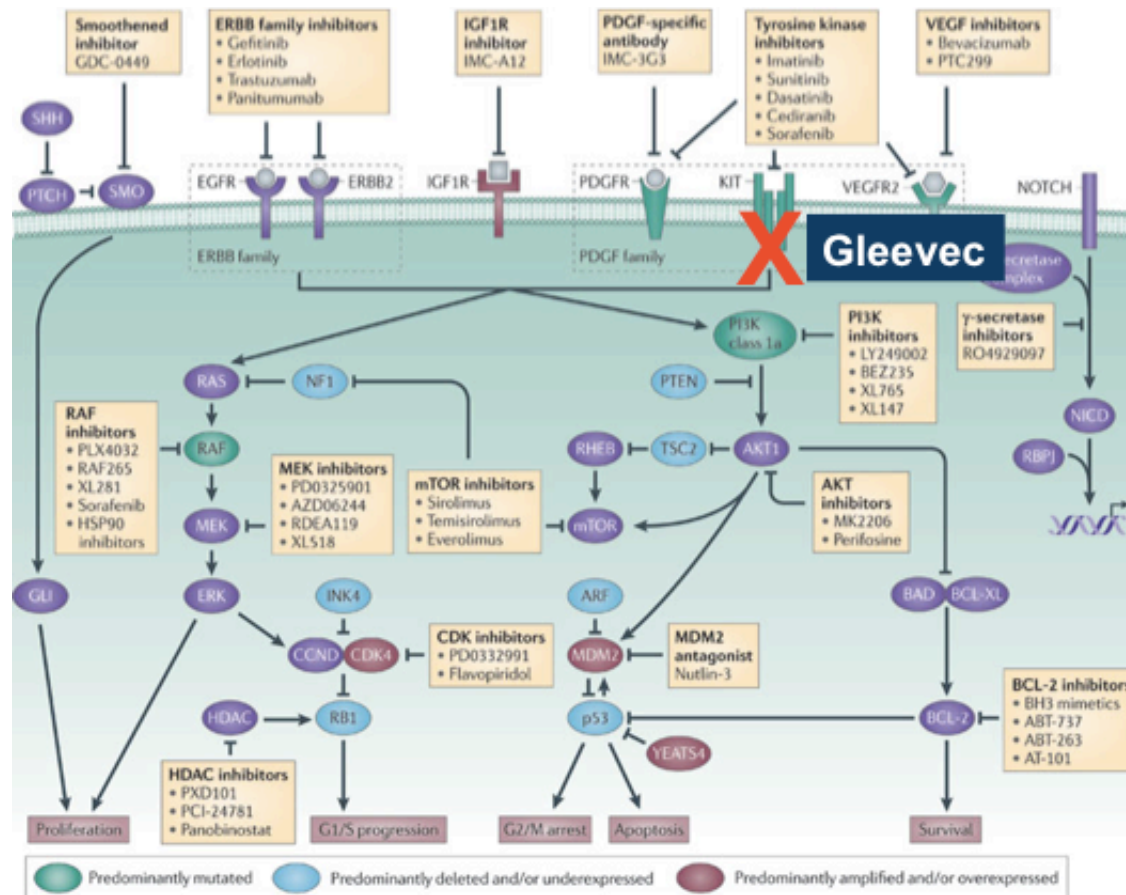 Smoothened
inhibitor
GDC-0449
ERBB family inhibitors
• Gefitinib
• Erlotinib
• Trastuzumab
• Panitumumab
IGF1R
inhibitor
IMC-A12
PDGF-specific
antibody
IMC-3G3
Tyrosine kinase
inhibitors
• Imatinib
• Sunitinib
• Dasatinib
• Cediranib
• Sorafenib
VEGF inhibitors
• Bevacizumab
• PTC299
SHH
PTCH
SMO
EGFR
ERBB2
IGF1R
PDGFR
KIT
VEGFR2
NOTCH
ERBB family
PDGF family
X
Gleevec
PI3K
class 1a
PI3K
inhibitors
• LY249002
• BEZ235
• XL765
• XL147
γ-secretase
inhibitors
RO4929097
RAS
NF1
PTEN
NICD
RAF
inhibitors
• PLX4032
• RAF265
• XL281
• Sorafenib
• HSP90
inhibitors
RAF
RHEB
TSC2
AKT1
RBPJ
MEK inhibitors
• PD0325901
• AZD06244
• RDEA119
• XL518
mTOR inhibitors
• Sirolimus
• Temisirolimus
• Everolimus
AKT
inhibitors
• MK2206
• Perifosine
MEK
mTOR
GLI
ERK
INK4
ARF
BAD
BCL-XL
CCND
CDK4
CDK inhibitors
• PD0332991
• Flavopiridol
MDM2
MDM2
antagonist
Nutlin-3
HDAC
RB1
p53
BCL-2
BCL-2 inhibitors
• BH3 mimetics
• ABT-737
• ABT-263
• AT-101
YEATS4
HDAC inhibitors
• PXD101
• PCI-24781
• Panobinostat
Proliferation
G1/S progression
G2/M arrest
Apoptosis
Survival
Predominantly mutated
Predominantly deleted and/or underexpressed
Predominantly amplified and/or overexpressed